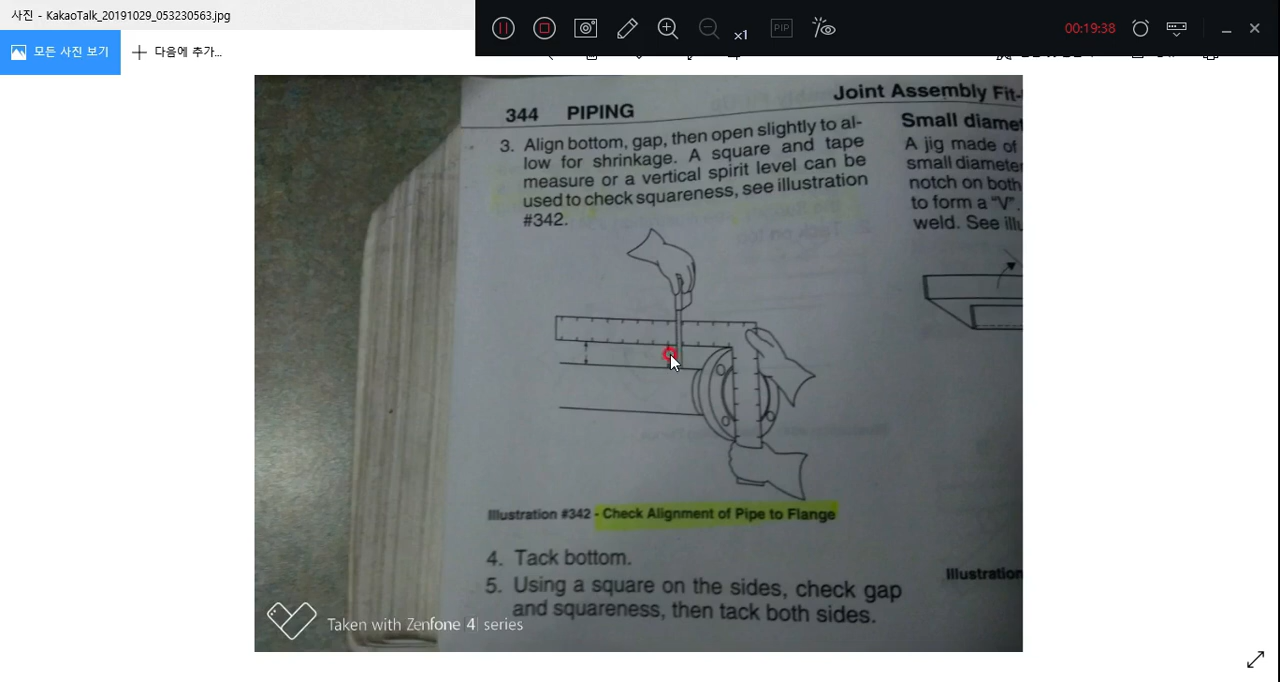 사진 - KakaoTalk_20191029_053230563.jpg
x1
PIP
00:19:38
모든 사진 보기
다음에 추가...
344 PIPING
Joint Assembly Fit-
3. Align bottom, gap, then open slightly to al-
low for shrinkage. A square and tape
measure or a vertical spirit level can be
used to check squareness, see illustration
#342.
Illustration #342 - Check Alignment of Pipe to Flange
4. Tack bottom.
5. Using a square on the sides, check gap
and squareness, then tack both sides.
Small diamet
A jig made of
small diameter
notch on both
to form a "V".
weld. See illu
Illustration
Taken with Zenfone 4 series